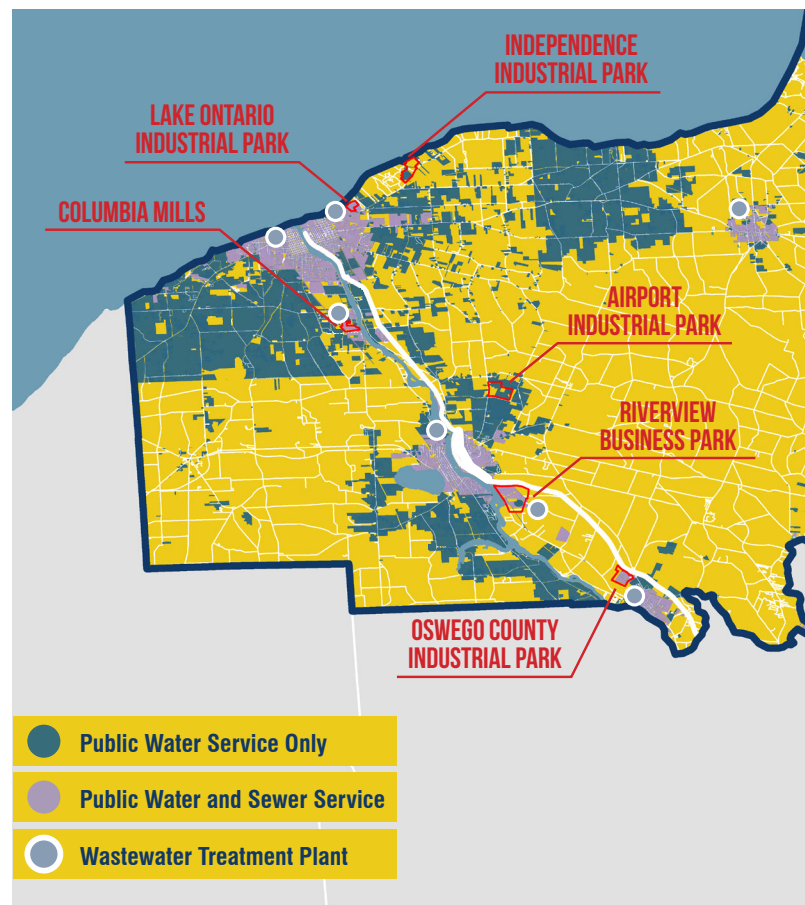 INDEPENDENCE
INDUSTRIAL PARK
LAKE ONTARIO
INDUSTRIAL PARK
COLUMBIA MILLS
AIRPORT
INDUSTRIAL PARK
RIVERVIEW
BUSINESS PARK
OSWEGO COUNTY
INDUSTRIAL PARK
Public Water Service Only
Public Water and Sewer Service
Wastewater Treatment Plant